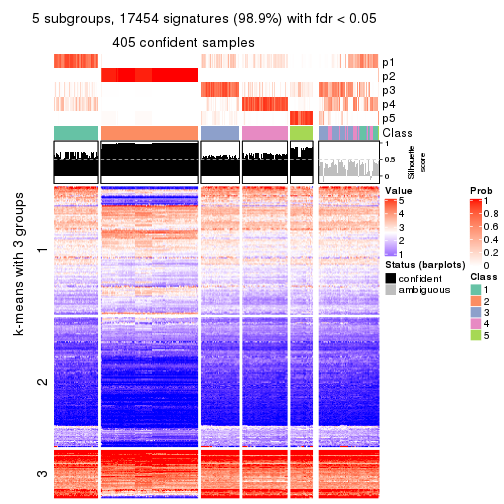 5 subgroups, 17454 signatures (98.9%) with fdr < 0.05
405 confident samples
p1
p2
p3
p4
p5
Class
1
0.5
0
Silhouette
score
k-means with 3 groups
1
2
3
Value
5
4
3
2
1
Status (barplots)
confident
ambiguous
Prob
1
0.8
0.6
0.4
0.2
0
Class
1
2
3
4
5